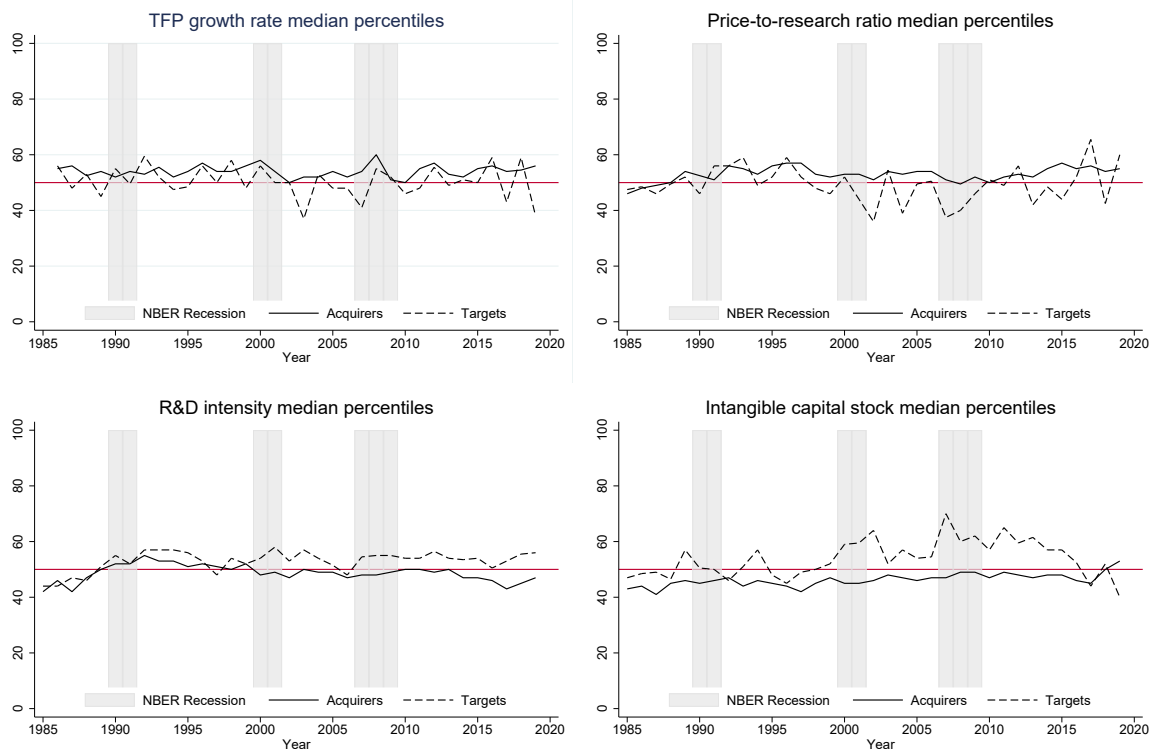 TFP growth rate median percentiles
100
80
60
40
20
0
NBER Recession Acquirers Targets
1985 1990 1995 2000 2005 2010 2015 2020
Year
Price-to-research ratio median percentiles
100
80
60
40
20
0
NBER Recession Acquirers Targets
1985 1990 1995 2000 2005 2010 2015 2020
Year
R&D intensity median percentiles
100
80
60
40
20
0
NBER Recession Acquirers Targets
1985 1990 1995 2000 2005 2010 2015 2020
Year
Intangible capital stock median percentiles
100
80
60
40
20
0
NBER Recession Acquirers Targets
1985 1990 1995 2000 2005 2010 2015 2020
Year